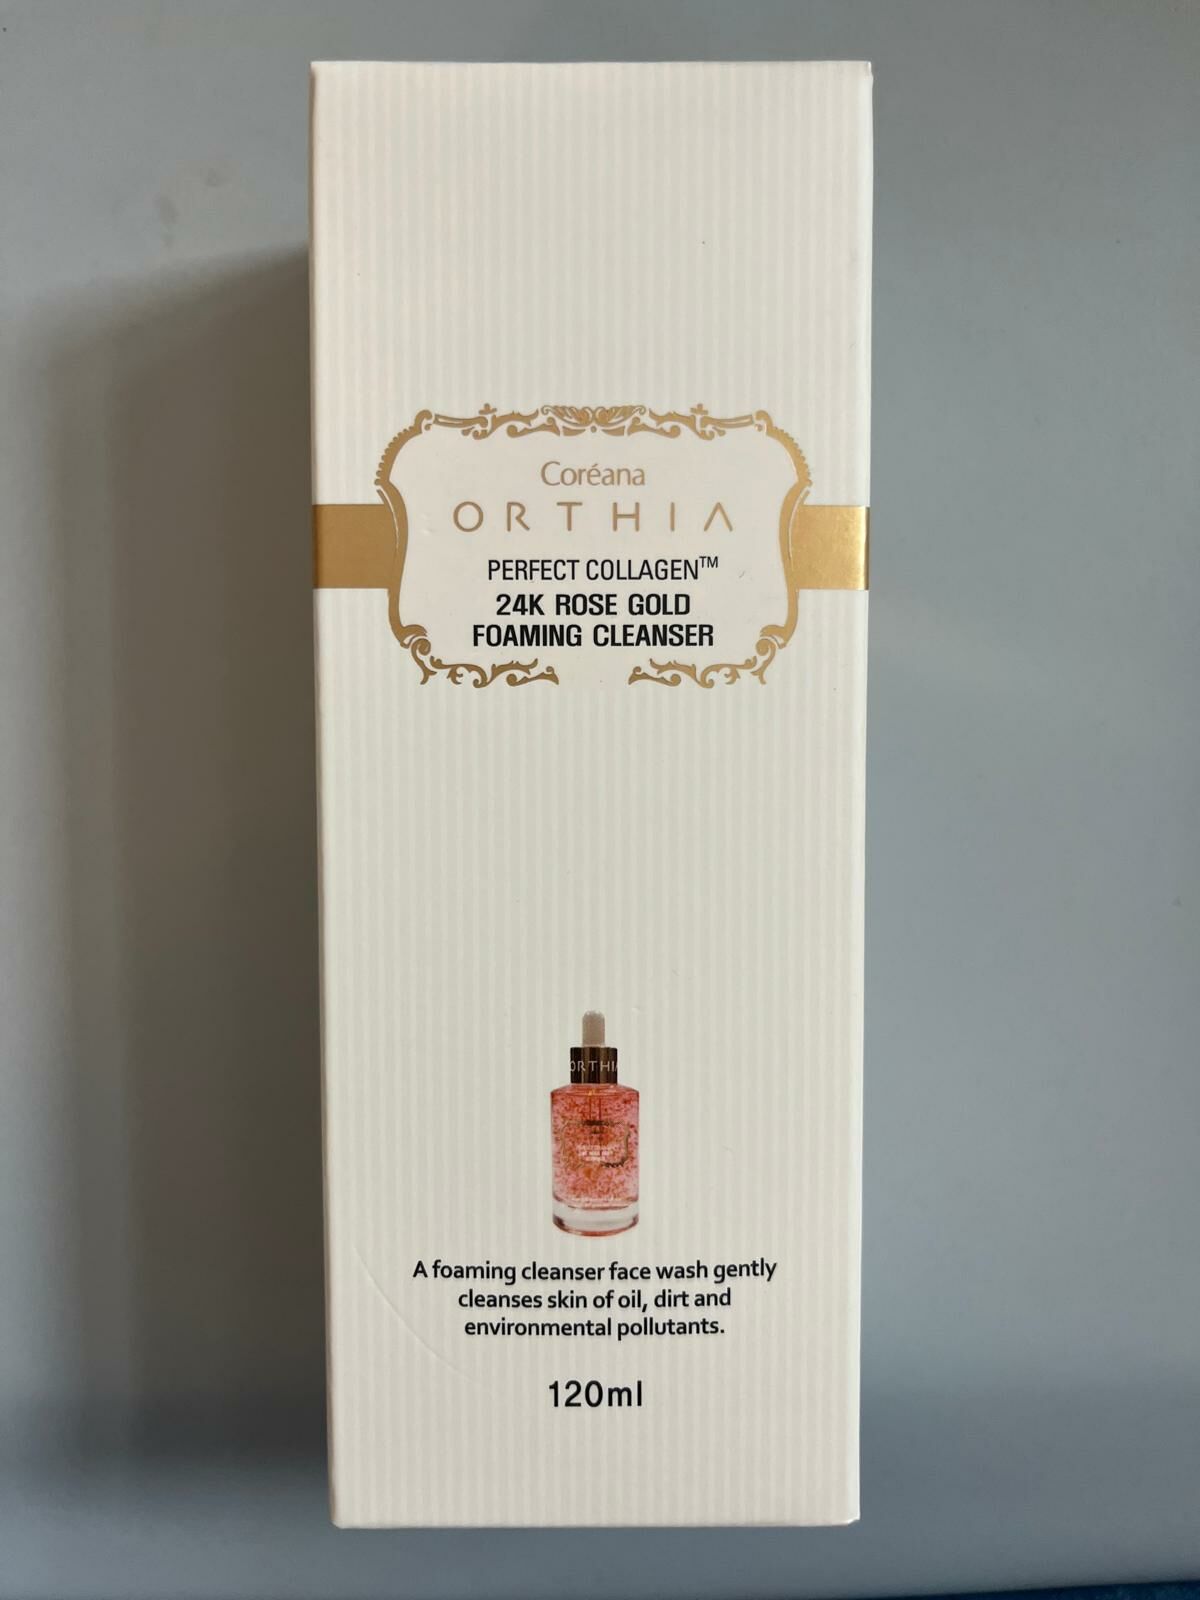 Coréana
ORTHIA
PERFECT COLLAGEN™
24K ROSE GOLD
FOAMING CLEANSER
ORTHIA
A foaming cleanser face wash gently
cleanses skin of oil, dirt and
environmental pollutants.
120ml